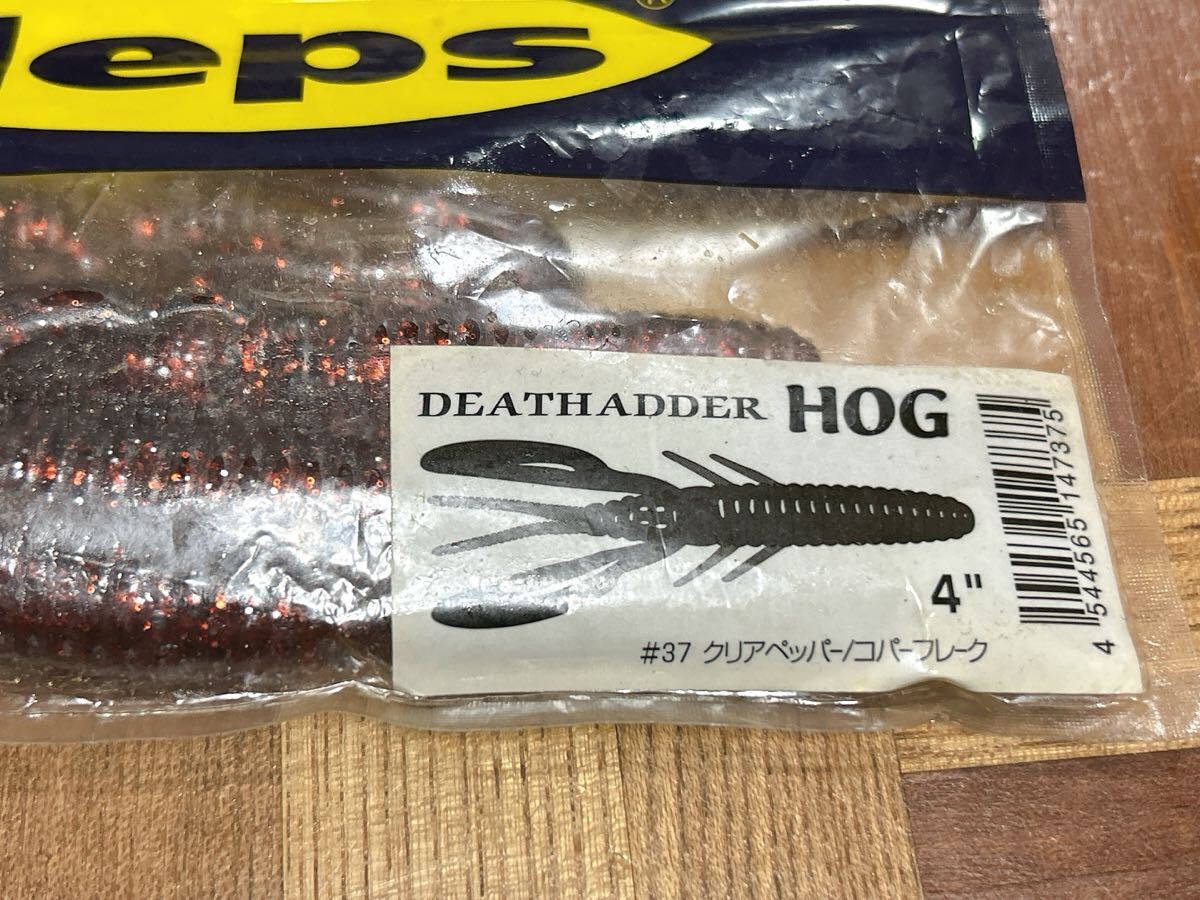 deps®
DEATHADDER HOG
4"
#37 クリアペッパー/コパーフレーク
4 544565 147375